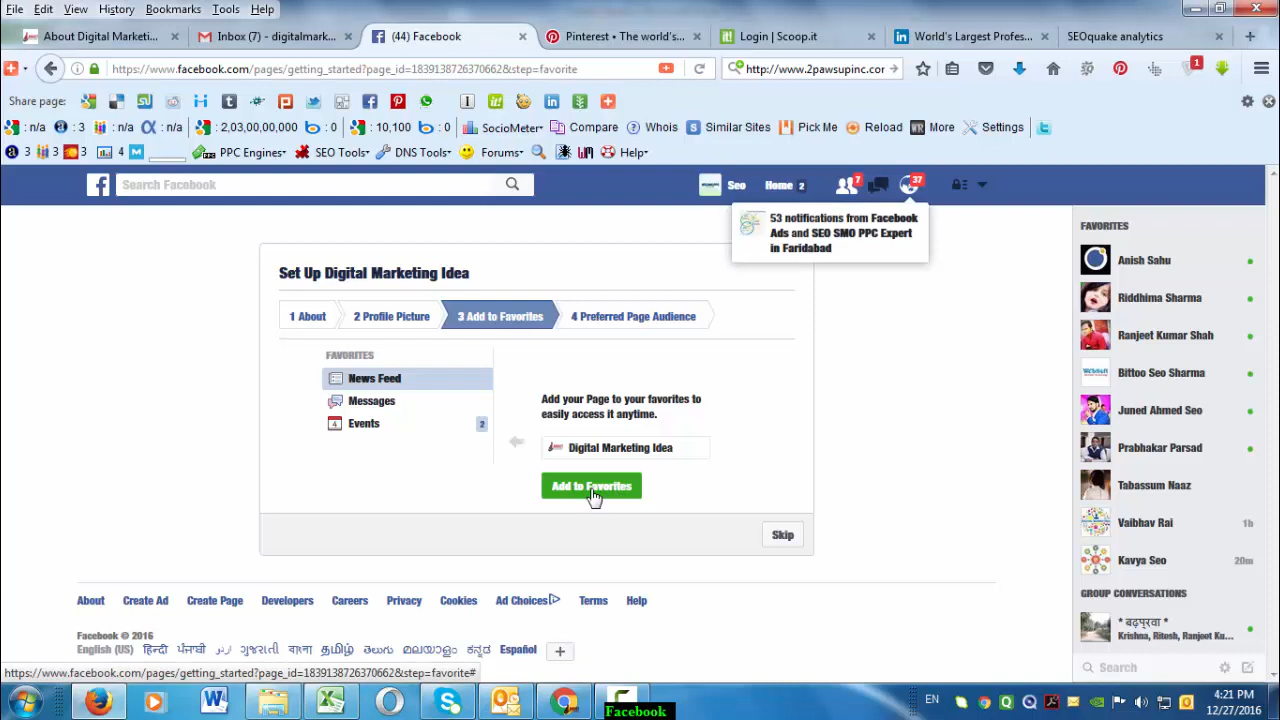 File Edit View History Bookmarks Tools Help
About Digital Marketi... × Inbox (7) - digitalmark... × (44) Facebook × Pinterest • The world's... × Login | Scoop.it × World's Largest Profes... × SEOquake analytics ×
https://www.facebook.com/pages/getting_started?page_id=1839138726370662&step=favorite http://www.2pawsupinc.cor 1
Share page:
: n/a : 3 : n/a : n/a : 2,03,00,00,000 : 0 : 10,100 : 0 SocioMeter Compare Whois Similar Sites Pick Me Reload More Settings
3 3 3 4 PPC Engines SEO Tools DNS Tools Forums Help
Search Facebook Seo Home 2 7 37
53 notifications from Facebook
Ads and SEO SMO PPC Expert
in Faridabad
Set Up Digital Marketing Idea
1 About 2 Profile Picture 3 Add to Favorites 4 Preferred Page Audience
FAVORITES
News Feed
Messages
Events 2
Add your Page to your favorites to
easily access it anytime.
Digital Marketing Idea
Add to Favorites
Skip
About Create Ad Create Page Developers Careers Privacy Cookies Ad Choices Terms Help
Facebook © 2016
English (US) हिन्दी ਪੰਜਾਬੀ اردو ગુજરાતી বাংলা தமிழ் తెలుగు മലയാളം ಕನ್ನಡ Español +
FAVORITES
Anish Sahu
Riddhima Sharma
Ranjeet Kumar Shah
Bittoo Seo Sharma
Juned Ahmed Seo
Prabhakar Parsad
Tabassum Naaz
Vaibhav Rai 1h
Kavya Seo 20m
GROUP CONVERSATIONS
* बढ़प्रवा *
Krishna, Ritesh, Ranjeet Ku...
Search
https://www.facebook.com/pages/getting_started?page_id=1839138726370662&step=favorite#
Facebook
EN 4:21 PM
12/27/2016